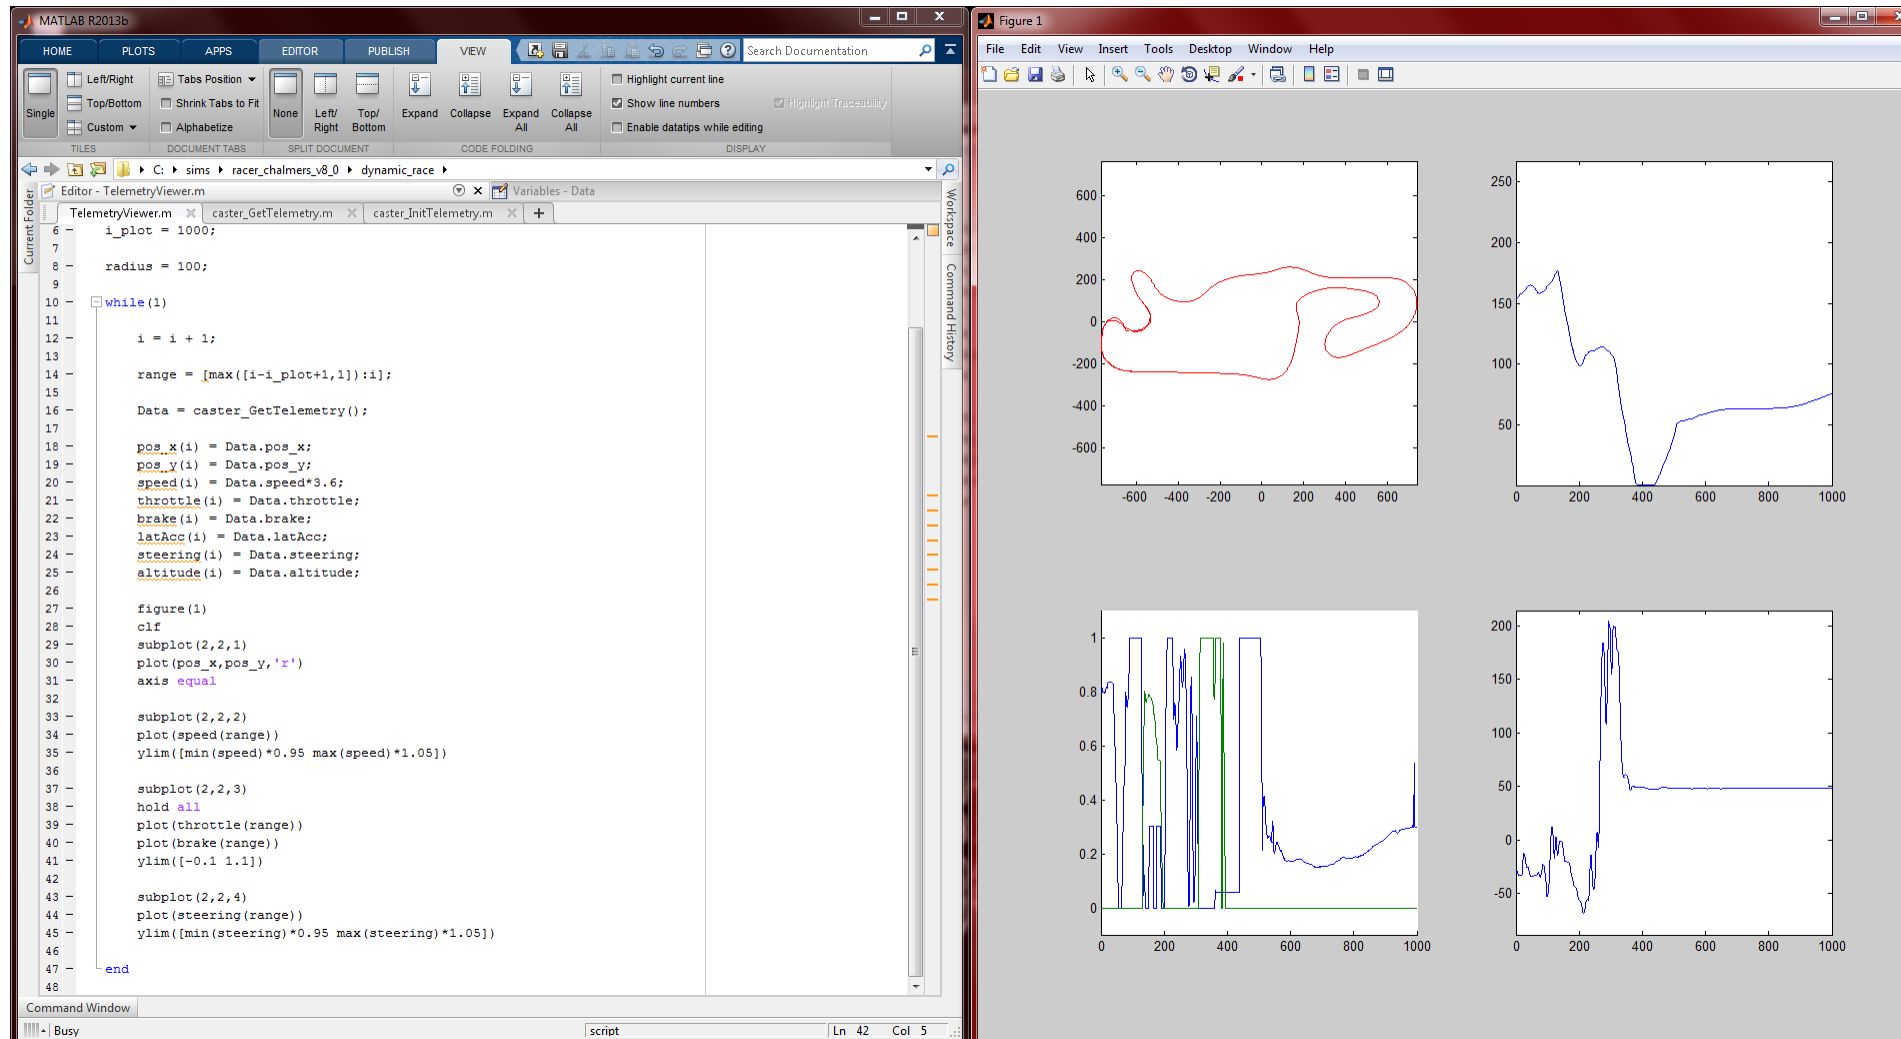 MATLAB R2013b
HOME PLOTS APPS EDITOR PUBLISH VIEW
Search Documentation
Single
Left/Right
Top/Bottom
Custom
TILES
Tabs Position
Shrink Tabs to Fit
Alphabetize
DOCUMENT TABS
None
Left/
Right
Top/
Bottom
SPLIT DOCUMENT
Expand
Collapse
Expand
All
Collapse
All
CODE FOLDING
Highlight current line
Show line numbers
Enable datatips while editing
Highlight Traceability
DISPLAY
C: sims racer_chalmers_v8_0 dynamic_race
Current Folder
Editor - TelemetryViewer.m
Variables - Data
TelemetryViewer.m caster_GetTelemetry.m caster_InitTelemetry.m +
Workspace
Command History
6 i_plot = 1000;
7
8 radius = 100;
9
10 while(1)
11
12 i = i + 1;
13
14 range = [max([i-i_plot+1,1]):i];
15
16 Data = caster_GetTelemetry();
17
18 pos_x(i) = Data.pos_x;
19 pos_y(i) = Data.pos_y;
20 speed(i) = Data.speed*3.6;
21 throttle(i) = Data.throttle;
22 brake(i) = Data.brake;
23 latAcc(i) = Data.latAcc;
24 steering(i) = Data.steering;
25 altitude(i) = Data.altitude;
26
27 figure(1)
28 clf
29 subplot(2,2,1)
30 plot(pos_x,pos_y,'r')
31 axis equal
32
33 subplot(2,2,2)
34 plot(speed(range))
35 ylim([min(speed)*0.95 max(speed)*1.05])
36
37 subplot(2,2,3)
38 hold all
39 plot(throttle(range))
40 plot(brake(range))
41 ylim([-0.1 1.1])
42
43 subplot(2,2,4)
44 plot(steering(range))
45 ylim([min(steering)*0.95 max(steering)*1.05])
46
47 end
48
Command Window
Busy
script
Ln 42 Col 5
Figure 1
File Edit View Insert Tools Desktop Window Help
600
400
200
0
-200
-400
-600
-600 -400 -200 0 200 400 600
250
200
150
100
50
0 200 400 600 800 1000
1
0.8
0.6
0.4
0.2
0
0 200 400 600 800 1000
200
150
100
50
0
-50
0 200 400 600 800 1000